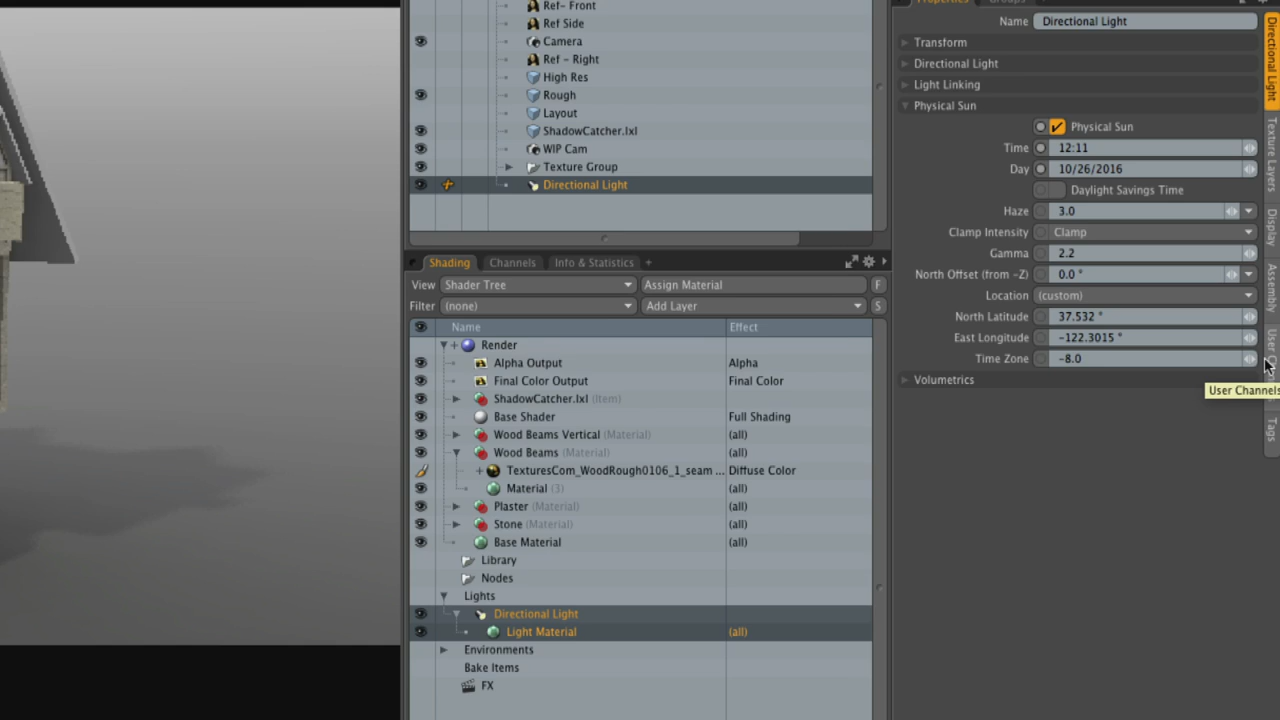 Ref- Front
Ref Side
Camera
Ref - Right
High Res
Rough
Layout
ShadowCatcher.lxl
WIP Cam
Texture Group
Directional Light
Shading
Channels
Info & Statistics
+
View
Shader Tree
Assign Material
F
Filter
(none)
Add Layer
S
Name
Effect
Render
Alpha Output
Alpha
Final Color Output
Final Color
ShadowCatcher.lxl (Item)
Base Shader
Full Shading
Wood Beams Vertical (Material)
(all)
Wood Beams (Material)
(all)
TexturesCom_WoodRough0106_1_seam ...
Diffuse Color
Material (3)
(all)
Plaster (Material)
(all)
Stone (Material)
(all)
Base Material
(all)
Library
Nodes
Lights
Directional Light
Light Material
(all)
Environments
Bake Items
FX
Properties
Groups
Name
Directional Light
Transform
Directional Light
Light Linking
Physical Sun
Physical Sun
Time
12:11
Day
10/26/2016
Daylight Savings Time
Haze
3.0
Clamp Intensity
Clamp
Gamma
2.2
North Offset (from -Z)
0.0 °
Location
(custom)
North Latitude
37.532 °
East Longitude
-122.3015 °
Time Zone
-8.0
Volumetrics
User Channels
Directional Light
Texture Layers
Display
Assembly
Tags